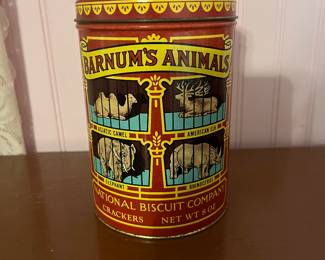 BARNUM'S ANIMALS
ASIATIC CAMEL
AMERICAN ELK
ELEPHANT
RHINOCEROS
NATIONAL BISCUIT COMPANY
CRACKERS NET WT 8 OZ